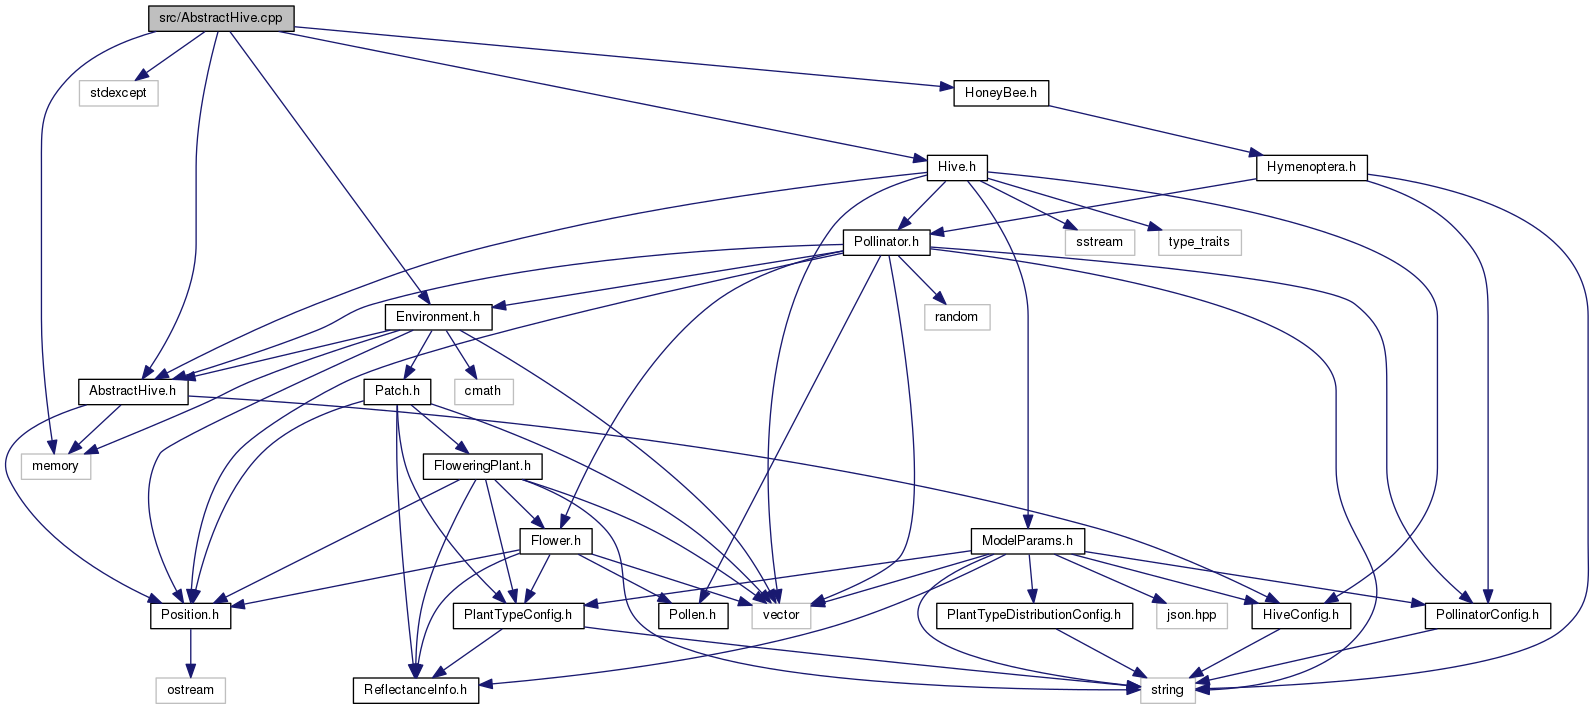 src/AbstractHive.cpp
stdexcept
HoneyBee.h
Hive.h
Hymenoptera.h
Pollinator.h
sstream
type_traits
Environment.h
random
AbstractHive.h
Patch.h
cmath
memory
FloweringPlant.h
Flower.h
ModelParams.h
Position.h
PlantTypeConfig.h
Pollen.h
vector
PlantTypeDistributionConfig.h
json.hpp
HiveConfig.h
PollinatorConfig.h
ostream
ReflectanceInfo.h
string